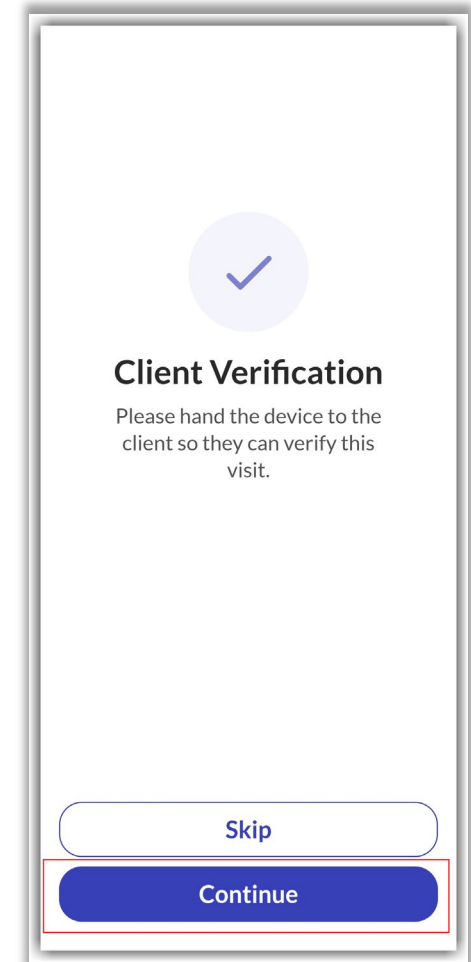 Client Verification
Please hand the device to the
client so they can verify this
visit.
Skip
Continue